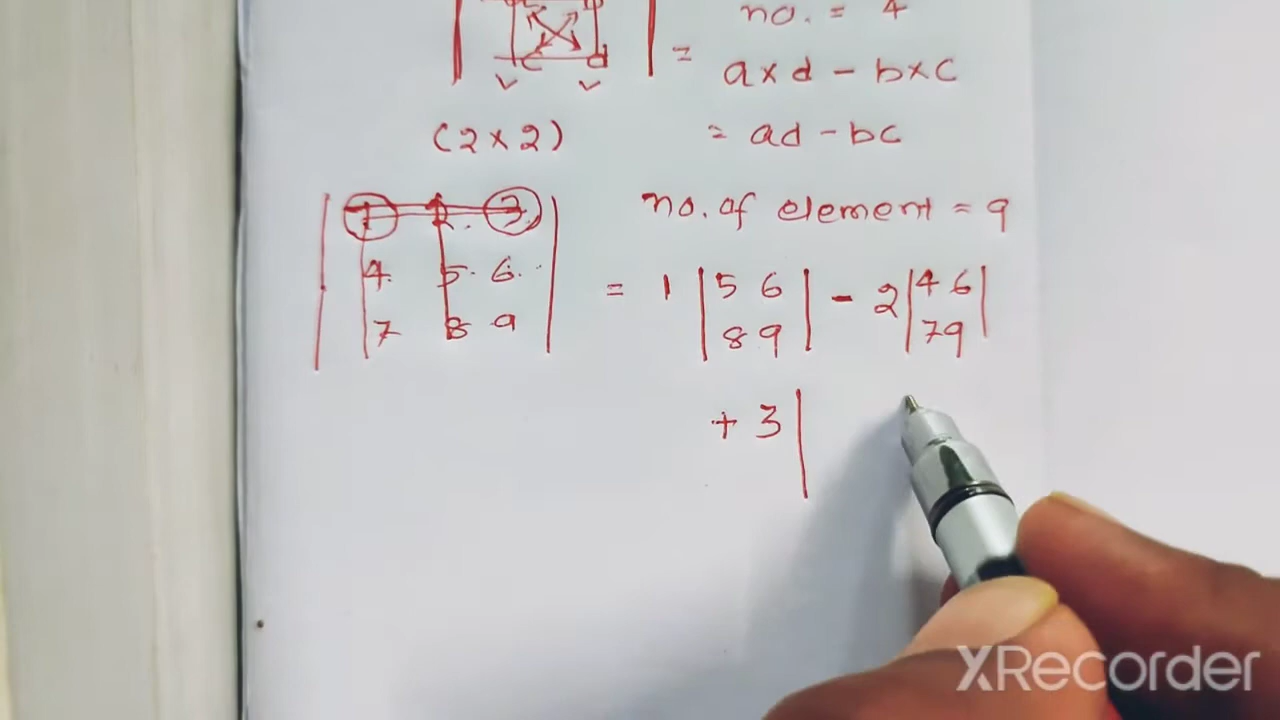 no. = 4
| c d | = a x d - b x c
(2 x 2) = ad - bc
| 1 2 3 | no. of element = 9
| 4 5 6 | = 1 | 5 6 | - 2 | 4 6 |
| 7 8 9 | | 8 9 | | 7 9 |
+ 3 |
XRecorder